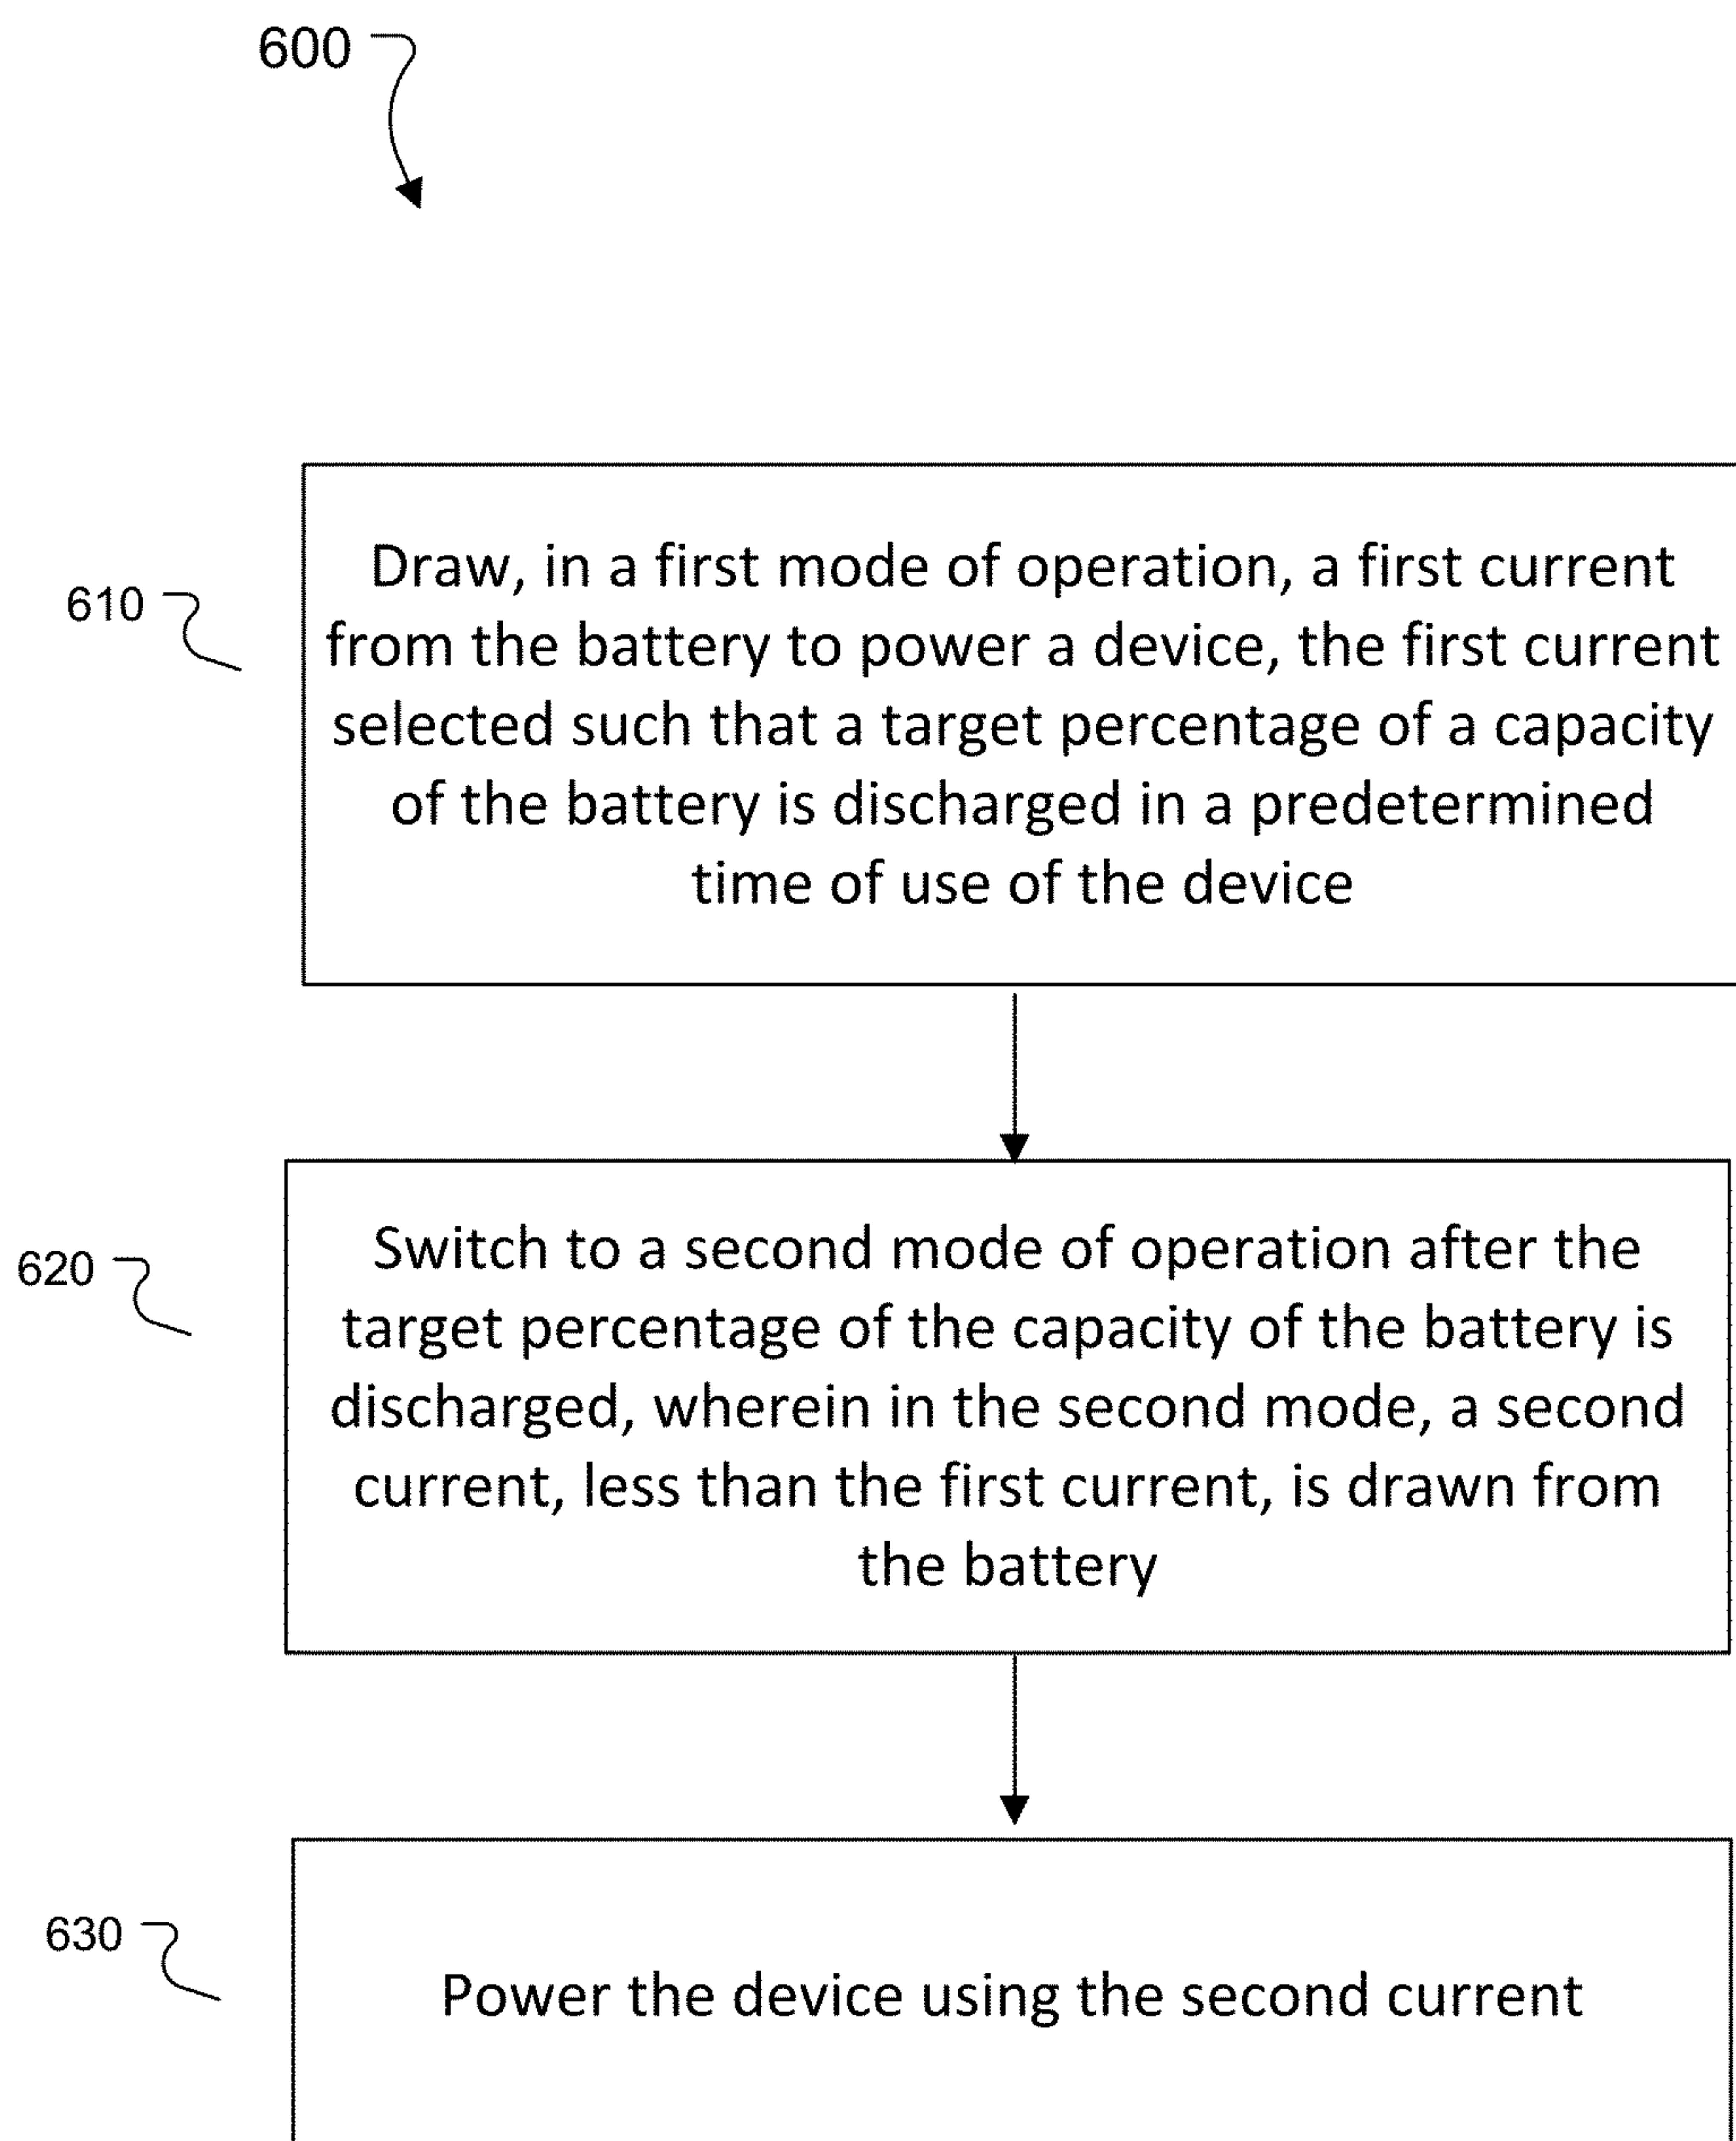 600
610
Draw, in a first mode of operation, a first current
from the battery to power a device, the first current
selected such that a target percentage of a capacity
of the battery is discharged in a predetermined
time of use of the device
620
Switch to a second mode of operation after the
target percentage of the capacity of the battery is
discharged, wherein in the second mode, a second
current, less than the first current, is drawn from
the battery
630
Power the device using the second current